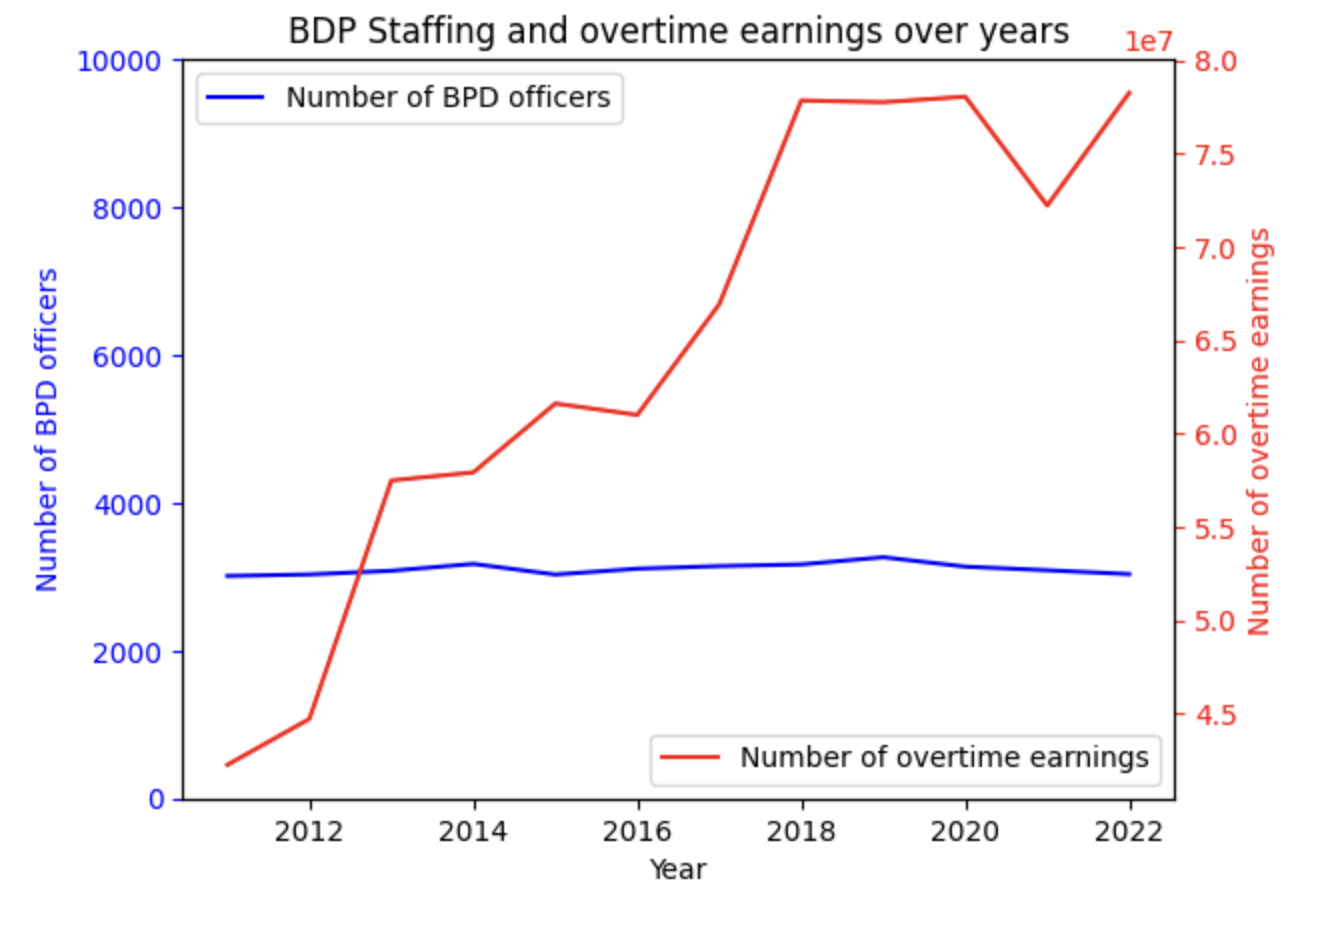 BDP Staffing and overtime earnings over years
1e7
Number of BPD officers
10000
8000
6000
4000
2000
0
Number of BPD officers
8.0
7.5
7.0
6.5
6.0
5.5
5.0
4.5
Number of overtime earnings
Number of overtime earnings
2012 2014 2016 2018 2020 2022
Year